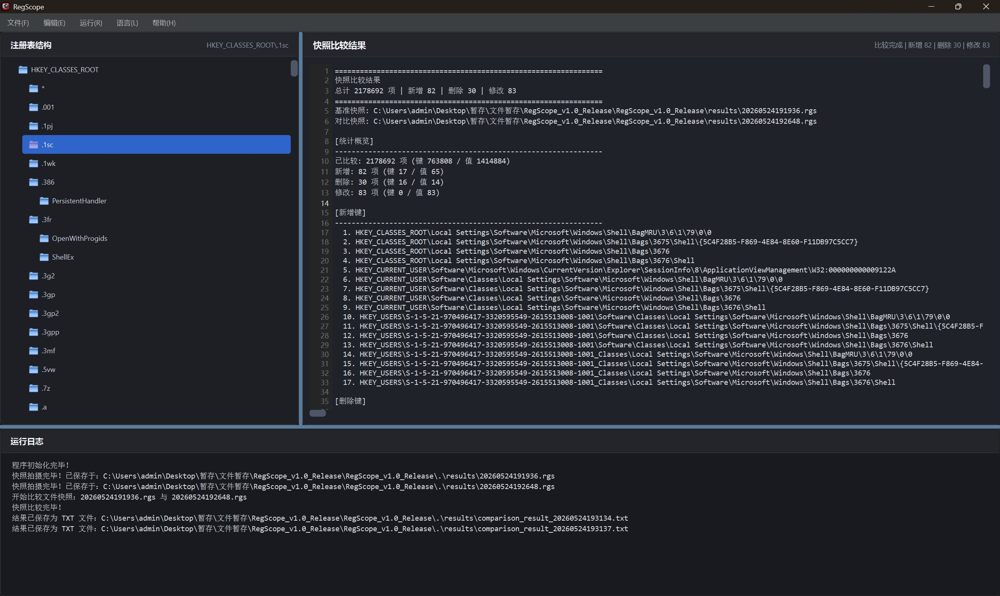 RegScope
文件(F) 编辑(E) 运行(R) 语言(L) 帮助(H)
注册表结构 HKEY_CLASSES_ROOT\.1sc
HKEY_CLASSES_ROOT
*
.001
.1pj
.1sc
.1wk
.386
PersistentHandler
.3fr
OpenWithProgids
ShellEx
.3g2
.3gp
.3gp2
.3gpp
.3mf
.5vw
.7z
.a
快照比较结果 比较完成 | 新增 82 | 删除 30 | 修改 83
1 ================================================================
2 快照比较结果
3 总计 2178692 项 | 新增 82 | 删除 30 | 修改 83
4 ================================================================
5 基准快照: C:\Users\admin\Desktop\暂存\文件暂存\RegScope_v1.0_Release\RegScope_v1.0_Release\results\20260524191936.rgs
6 对比快照: C:\Users\admin\Desktop\暂存\文件暂存\RegScope_v1.0_Release\RegScope_v1.0_Release\results\20260524192648.rgs
7
8 [统计概览]
9 ----------------------------------------------------------------
10 已比较: 2178692 项 (键 763808 / 值 1414884)
11 新增: 82 项 (键 17 / 值 65)
12 删除: 30 项 (键 16 / 值 14)
13 修改: 83 项 (键 0 / 值 83)
14
15 [新增键]
16 ----------------------------------------------------------------
17 1. HKEY_CLASSES_ROOT\Local Settings\Software\Microsoft\Windows\Shell\BagMRU\3\6\1\79\0\0
18 2. HKEY_CLASSES_ROOT\Local Settings\Software\Microsoft\Windows\Shell\Bags\3675\Shell\{5C4F28B5-F869-4E84-8E60-F11DB97C5CC7}
19 3. HKEY_CLASSES_ROOT\Local Settings\Software\Microsoft\Windows\Shell\Bags\3676
20 4. HKEY_CLASSES_ROOT\Local Settings\Software\Microsoft\Windows\Shell\Bags\3676\Shell
21 5. HKEY_CURRENT_USER\Software\Microsoft\Windows\CurrentVersion\Explorer\SessionInfo\8\ApplicationViewManagement\W32:000000000009122A
22 6. HKEY_CURRENT_USER\Software\Classes\Local Settings\Software\Microsoft\Windows\Shell\BagMRU\3\6\1\79\0\0
23 7. HKEY_CURRENT_USER\Software\Classes\Local Settings\Software\Microsoft\Windows\Shell\Bags\3675\Shell\{5C4F28B5-F869-4E84-8E60-F11DB97C5CC7}
24 8. HKEY_CURRENT_USER\Software\Classes\Local Settings\Software\Microsoft\Windows\Shell\Bags\3676
25 9. HKEY_CURRENT_USER\Software\Classes\Local Settings\Software\Microsoft\Windows\Shell\Bags\3676\Shell
26 10. HKEY_USERS\S-1-5-21-970496417-3320595549-2615513008-1001\Software\Classes\Local Settings\Software\Microsoft\Windows\Shell\BagMRU\3\6\1\79\0\0
27 11. HKEY_USERS\S-1-5-21-970496417-3320595549-2615513008-1001\Software\Classes\Local Settings\Software\Microsoft\Windows\Shell\Bags\3675\Shell\{5C4F28B5-F
28 12. HKEY_USERS\S-1-5-21-970496417-3320595549-2615513008-1001\Software\Classes\Local Settings\Software\Microsoft\Windows\Shell\Bags\3676
29 13. HKEY_USERS\S-1-5-21-970496417-3320595549-2615513008-1001\Software\Classes\Local Settings\Software\Microsoft\Windows\Shell\Bags\3676\Shell
30 14. HKEY_USERS\S-1-5-21-970496417-3320595549-2615513008-1001_Classes\Local Settings\Software\Microsoft\Windows\Shell\BagMRU\3\6\1\79\0\0
31 15. HKEY_USERS\S-1-5-21-970496417-3320595549-2615513008-1001_Classes\Local Settings\Software\Microsoft\Windows\Shell\Bags\3675\Shell\{5C4F28B5-F869-4E84-
32 16. HKEY_USERS\S-1-5-21-970496417-3320595549-2615513008-1001_Classes\Local Settings\Software\Microsoft\Windows\Shell\Bags\3676
33 17. HKEY_USERS\S-1-5-21-970496417-3320595549-2615513008-1001_Classes\Local Settings\Software\Microsoft\Windows\Shell\Bags\3676\Shell
34
35 [删除键]
运行日志
程序初始化完毕!
快照拍摄完毕! 已保存于: C:\Users\admin\Desktop\暂存\文件暂存\RegScope_v1.0_Release\RegScope_v1.0_Release\.\results\20260524191936.rgs
快照拍摄完毕! 已保存于: C:\Users\admin\Desktop\暂存\文件暂存\RegScope_v1.0_Release\RegScope_v1.0_Release\.\results\20260524192648.rgs
开始比较文件快照: 20260524191936.rgs 与 20260524192648.rgs
快照比较完毕!
结果已保存为 TXT 文件: C:\Users\admin\Desktop\暂存\文件暂存\RegScope_v1.0_Release\RegScope_v1.0_Release\.\results\comparison_result_20260524193134.txt
结果已保存为 TXT 文件: C:\Users\admin\Desktop\暂存\文件暂存\RegScope_v1.0_Release\RegScope_v1.0_Release\.\results\comparison_result_20260524193137.txt